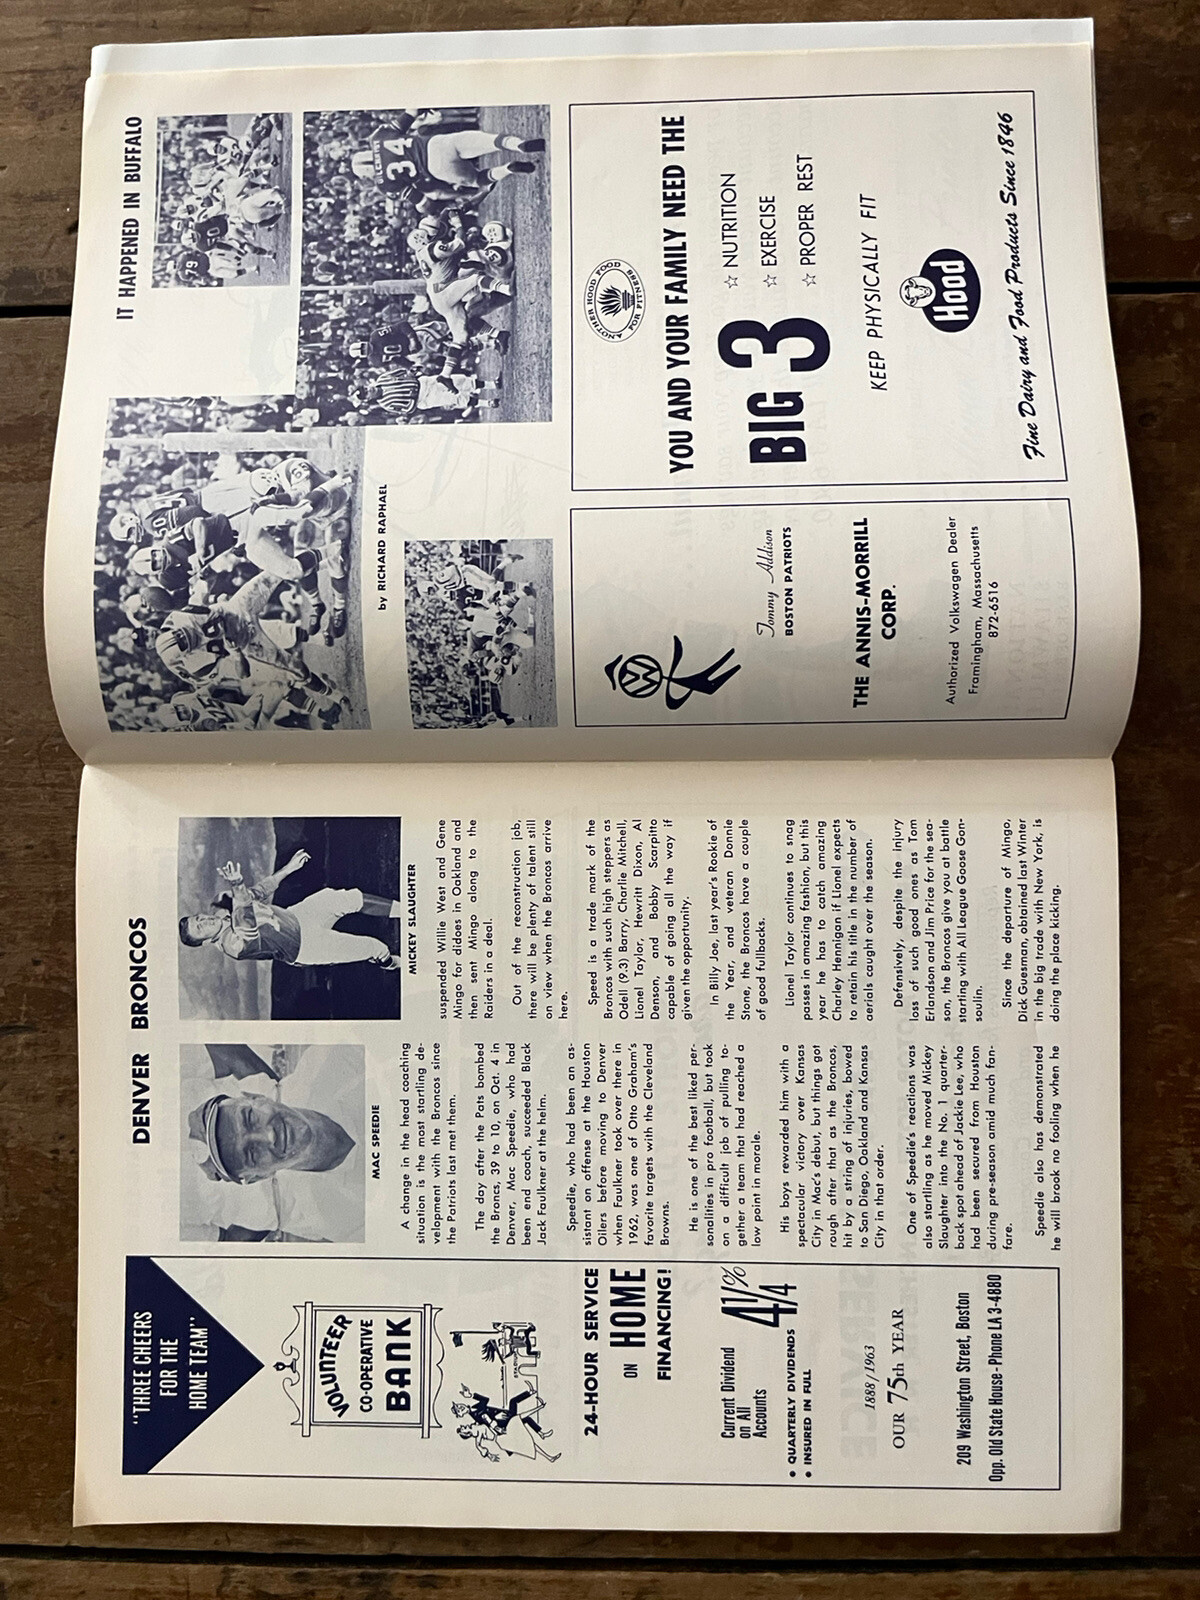 "THREE CHEERS
FOR THE
HOME TEAM"
VOLUNTEER
CO-OPERATIVE
BANK
24-HOUR SERVICE
ON HOME
FINANCING!
Current Dividend
on All
Accounts
4¼%
• QUARTERLY DIVIDENDS
• INSURED IN FULL
1888/1963
OUR 75th YEAR
209 Washington Street, Boston
Opp. Old State House - Phone LA 3-4880
DENVER BRONCOS
MAC SPEEDIE
A change in the head coaching
situation is the most startling de-
velopment with the Broncos since
the Patriots last met them.
The day after the Pats bombed
the Broncs, 39 to 10, on Oct. 4 in
Denver, Mac Speedie, who had
been end coach, succeeded Black
Jack Faulkner at the helm.
Speedie, who had been an as-
sistant on offense at the Houston
Oilers before moving to Denver
when Faulkner took over there in
1962, was one of Otto Graham's
favorite targets with the Cleveland
Browns.
He is one of the best liked per-
sonalities in pro football, but took
on a difficult job of pulling to-
gether a team that had reached a
low point in morale.
His boys rewarded him with a
spectacular victory over Kansas
City in Mac's debut, but things got
rough after that as the Broncos,
hit by a string of injuries, bowed
to San Diego, Oakland and Kansas
City in that order.
One of Speedie's reactions was
also startling as he moved Mickey
Slaughter into the No. 1 quarter-
back spot ahead of Jackie Lee, who
had been secured from Houston
during pre-season amid much fan-
fare.
Speedie also has demonstrated
he will brook no fooling when he
MICKEY SLAUGHTER
suspended Willie West and Gene
Mingo for didoes in Oakland and
then sent Mingo along to the
Raiders in a deal.
Out of the reconstruction job,
there will be plenty of talent still
on view when the Broncos arrive
here.
Speed is a trade mark of the
Broncos with such high steppers as
Odell (9.3) Barry, Charlie Mitchell,
Lionel Taylor, Hewritt Dixon, Al
Denson, and Bobby Scarpitto
capable of going all the way if
given the opportunity.
In Billy Joe, last year's Rookie of
the Year, and veteran Donnie
Stone, the Broncos have a couple
of good fullbacks.
Lionel Taylor continues to snag
passes in amazing fashion, but this
year he has to catch amazing
Charley Hennigan if Lionel expects
to retain his title in the number of
aerials caught over the season.
Defensively, despite the injury
loss of such good ones as Tom
Erlandson and Jim Price for the sea-
son, the Broncos give you at battle
starting with All League Goose Gon-
soulin.
Since the departure of Mingo,
Dick Guesman, obtained last Winter
in the big trade with New York, is
doing the place kicking.
IT HAPPENED IN BUFFALO
79
50
50
34
50
by RICHARD RAPHAEL
Tommy Addison
BOSTON PATRIOTS
THE ANNIS-MORRILL
CORP.
Authorized Volkswagen Dealer
Framingham, Massachusetts
872-6516
ANOTHER HOOD FOOD
FOR FITNESS
YOU AND YOUR FAMILY NEED THE
BIG 3
☆ NUTRITION
☆ EXERCISE
☆ PROPER REST
KEEP PHYSICALLY FIT
Hood
Fine Dairy and Food Products Since 1846